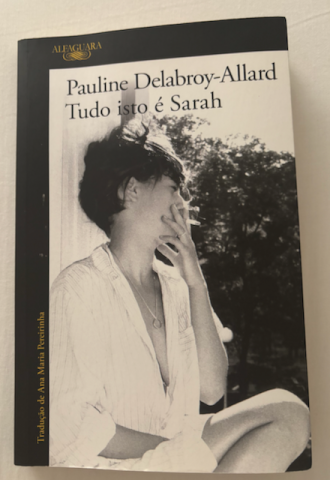 ALFAGUARA
Pauline Delabroy-Allard
Tudo isto é Sarah
Tradução de Ana Maria Pereirinha